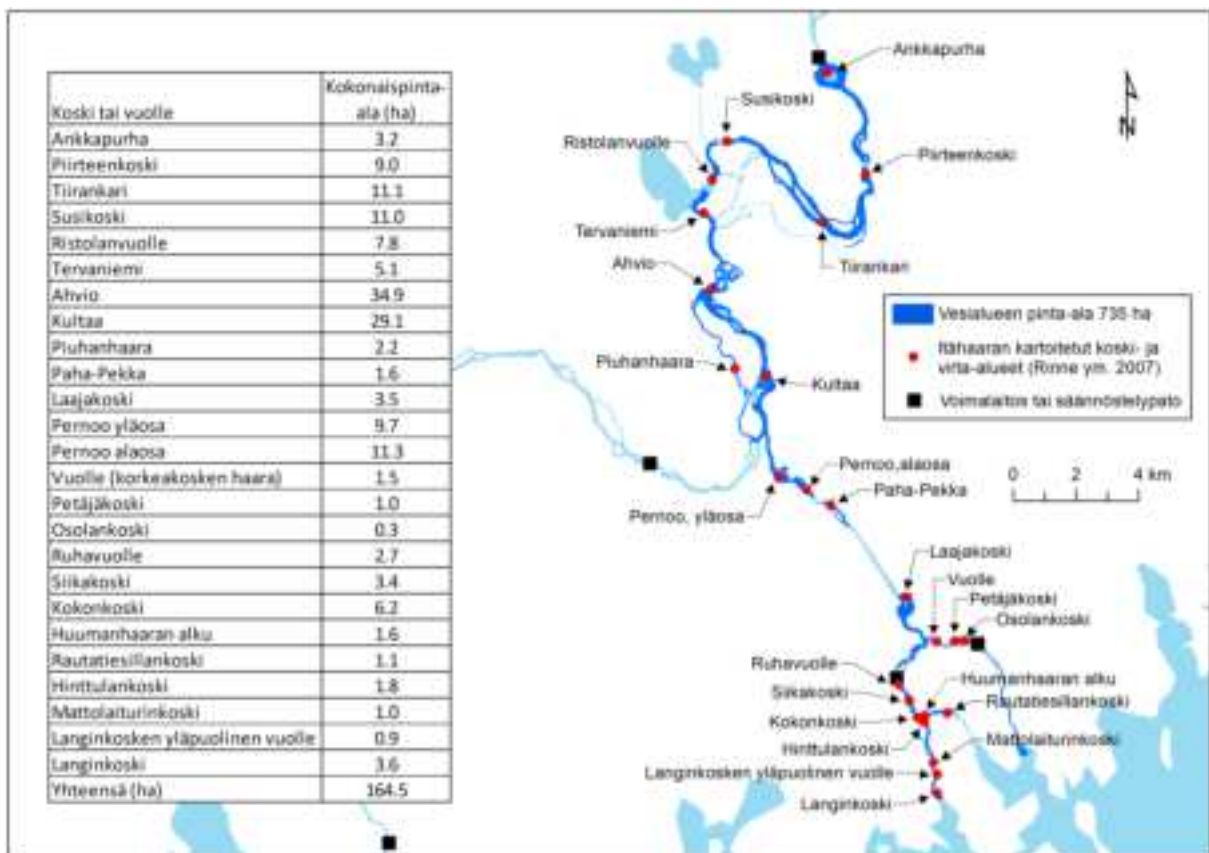 Koski tai vuolle Kokonaispinta-
ala (ha)
Ankkapurha 3.2
Piirteenkoski 9.0
Tiirankari 11.1
Susikoski 11.0
Ristolanvuolle 7.8
Tervaniemi 5.1
Ahvio 34.9
Kultaa 29.1
Piuhanhaara 2.2
Paha-Pekka 1.6
Laajakoski 3.5
Pernoo yläosa 9.7
Pernoo alaosa 11.3
Vuolle (korkeakosken haara) 1.5
Petäjäkoski 1.0
Osolankoski 0.3
Ruhavuolle 2.7
Siikakoski 3.4
Kokonkoski 6.2
Huumanhaaran alku 1.6
Rautatiesillankoski 1.1
Hinttulankoski 1.8
Mattolaiturinkoski 1.0
Langinkosken yläpuolinen vuolle 0.9
Langinkoski 3.6
Yhteensä (ha) 164.5
Ankkapurha
Susikoski
Ristolanvuolle
Piirteenkoski
Tervaniemi
Tiirankari
Ahvio
Piuhanhaara
Kultaa
Pernoo,alaosa
Paha-Pekka
Pernoo, yläosa
Laajakoski
Vuolle
Petäjäkoski
Osolankoski
Ruhavuolle
Huumanhaaran alku
Siikakoski
Rautatiesillankoski
Kokonkoski
Hinttulankoski
Mattolaiturinkoski
Langinkosken yläpuolinen vuolle
Langinkoski
N
Vesialueen pinta-ala 735 ha
Itähaaran kartoitetut koski- ja
virta-alueet (Rinne ym. 2007)
Voimalaitos tai säännöstelypato
0 2 4 km